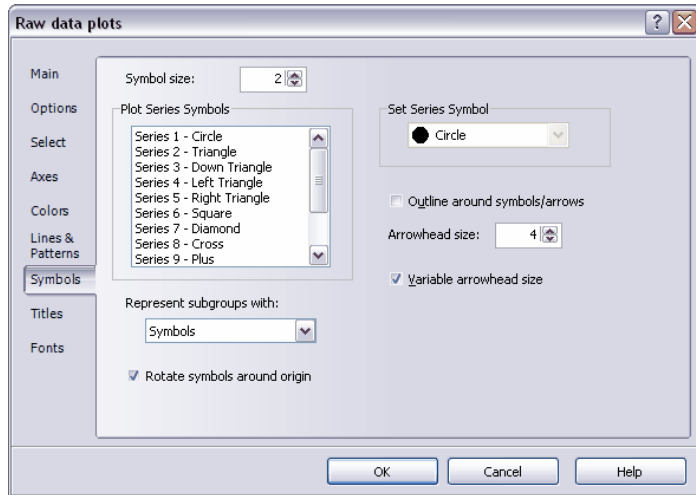 Raw data plots
Main
Options
Select
Axes
Colors
Lines &
Patterns
Symbols
Titles
Fonts
Symbol size: 2
Plot Series Symbols
Series 1 - Circle
Series 2 - Triangle
Series 3 - Down Triangle
Series 4 - Left Triangle
Series 5 - Right Triangle
Series 6 - Square
Series 7 - Diamond
Series 8 - Cross
Series 9 - Plus
Represent subgroups with:
Symbols
Rotate symbols around origin
Set Series Symbol
Circle
Outline around symbols/arrows
Arrowhead size: 4
Variable arrowhead size
OK
Cancel
Help